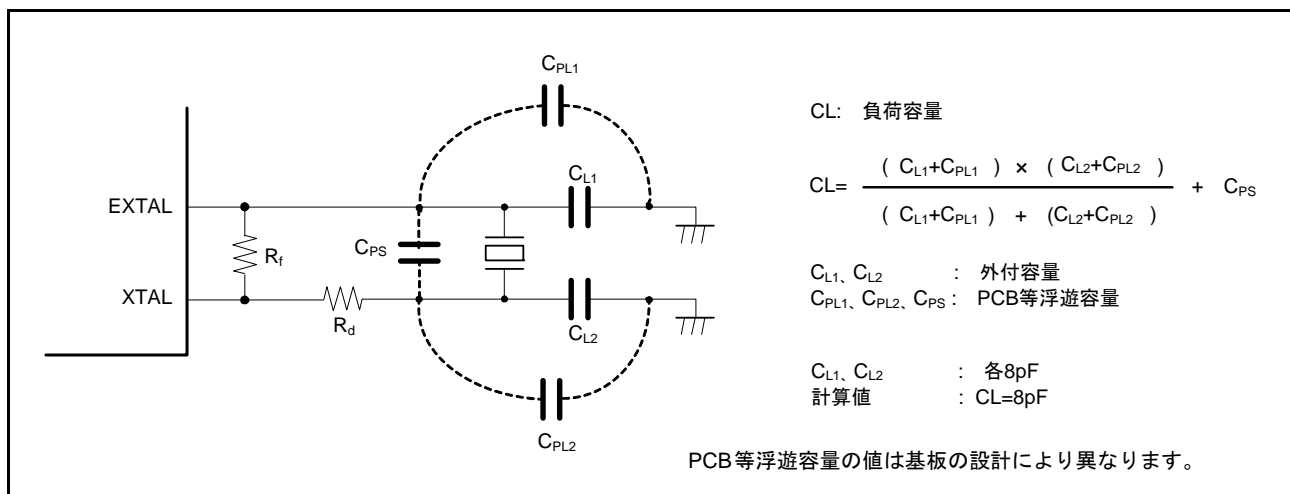 CPL1
CL1
EXTAL
Rf
CPS
XTAL
Rd
CL2
CPL2
CL: 負荷容量
CL= ( CL1+CPL1 ) × ( CL2+CPL2 ) + CPS
( CL1+CPL1 ) + (CL2+CPL2 )
CL1、CL2 : 外付容量
CPL1、CPL2、CPS : PCB等浮遊容量
CL1、CL2 : 各8pF
計算値 : CL=8pF
PCB等浮遊容量の値は基板の設計により異なります。